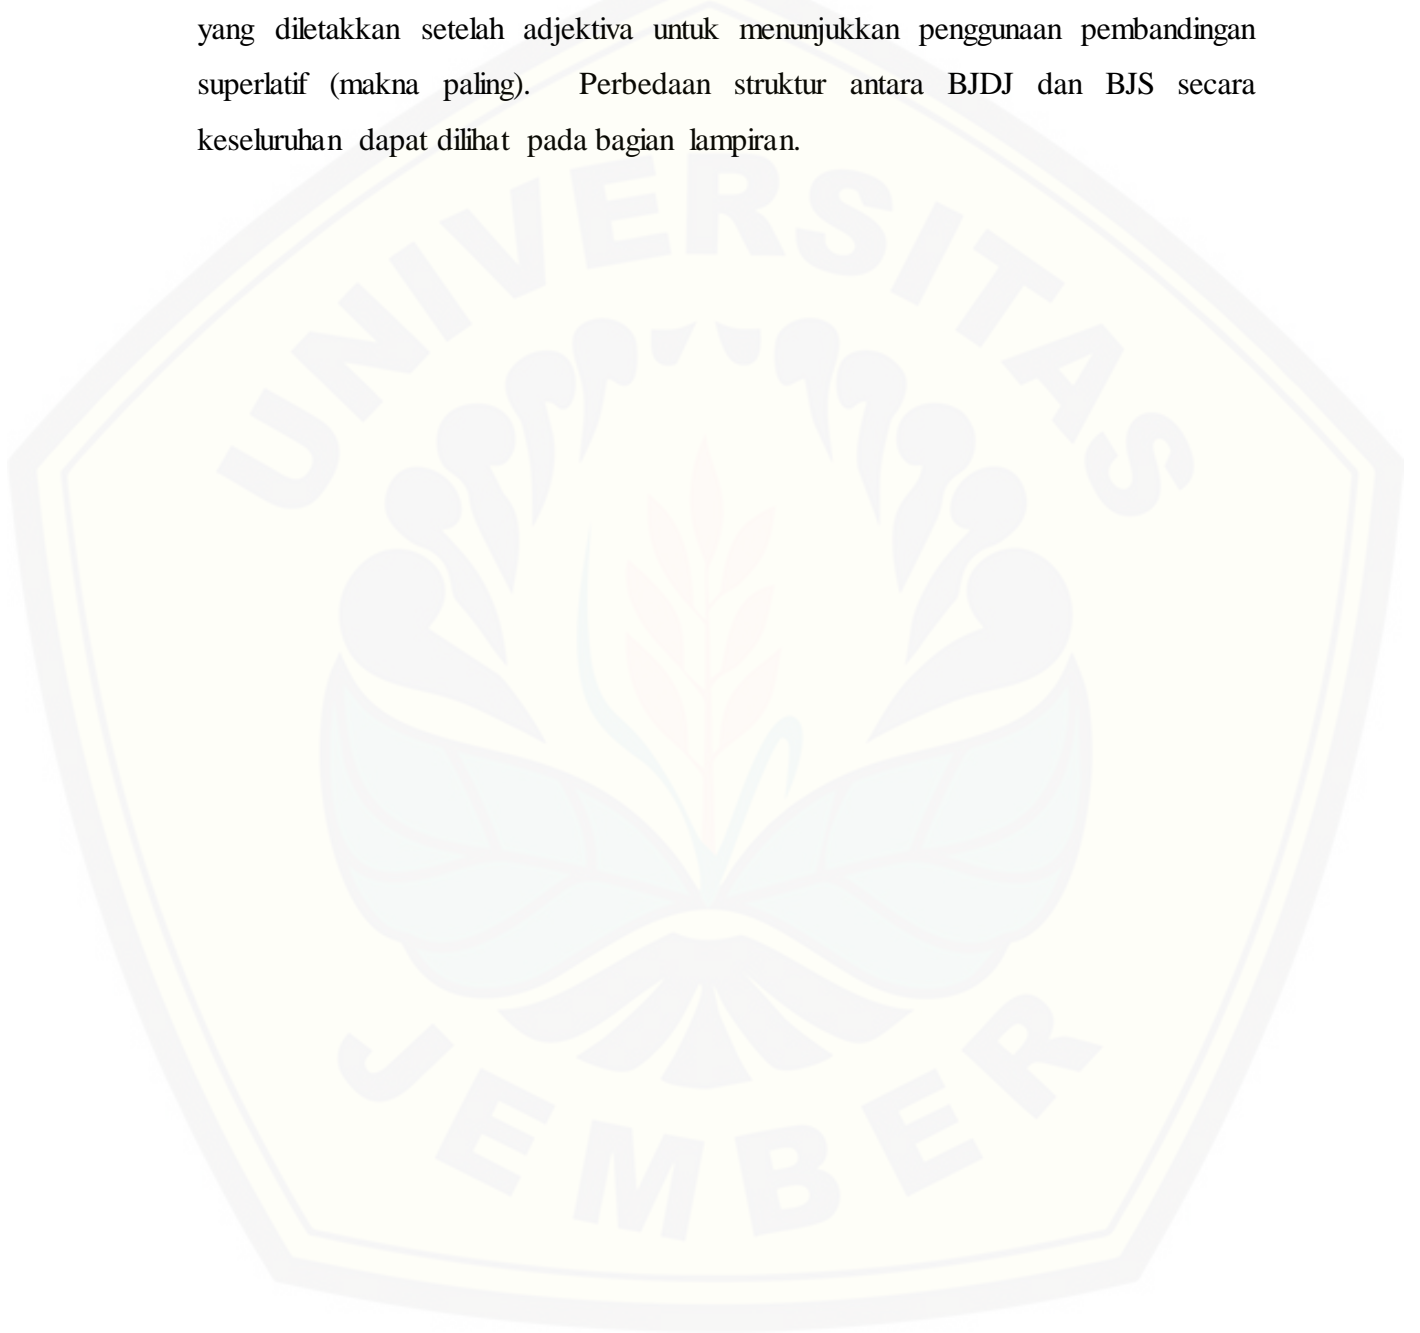 yang diletakkan setelah adjektiva untuk menunjukkan penggunaan pembandingan
superlatif (makna paling). Perbedaan struktur antara BJDJ dan BJS secara
keseluruhan dapat dilihat pada bagian lampiran.
UNIVERSITAS
JEMBER